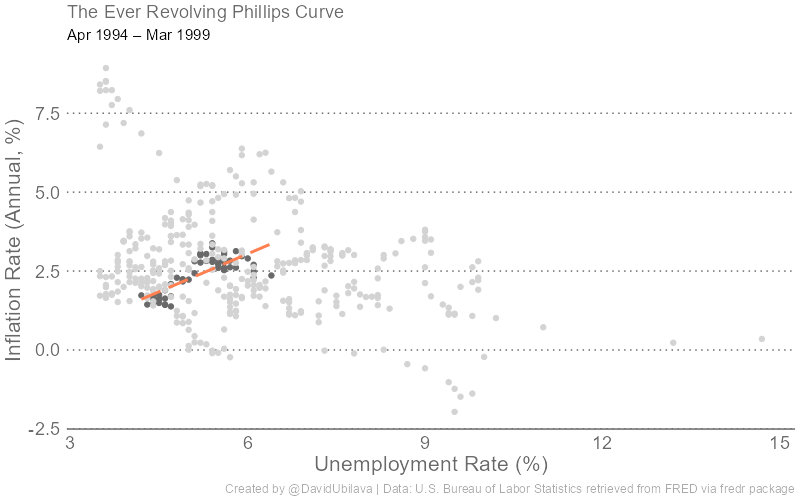 The Ever Revolving Phillips Curve
Apr 1994 – Mar 1999
Inflation Rate (Annual, %)
7.5
5.0
2.5
0.0
-2.5
3 6 9 12 15
Unemployment Rate (%)
Created by @DavidUbilava | Data: U.S. Bureau of Labor Statistics retrieved from FRED via fredr package